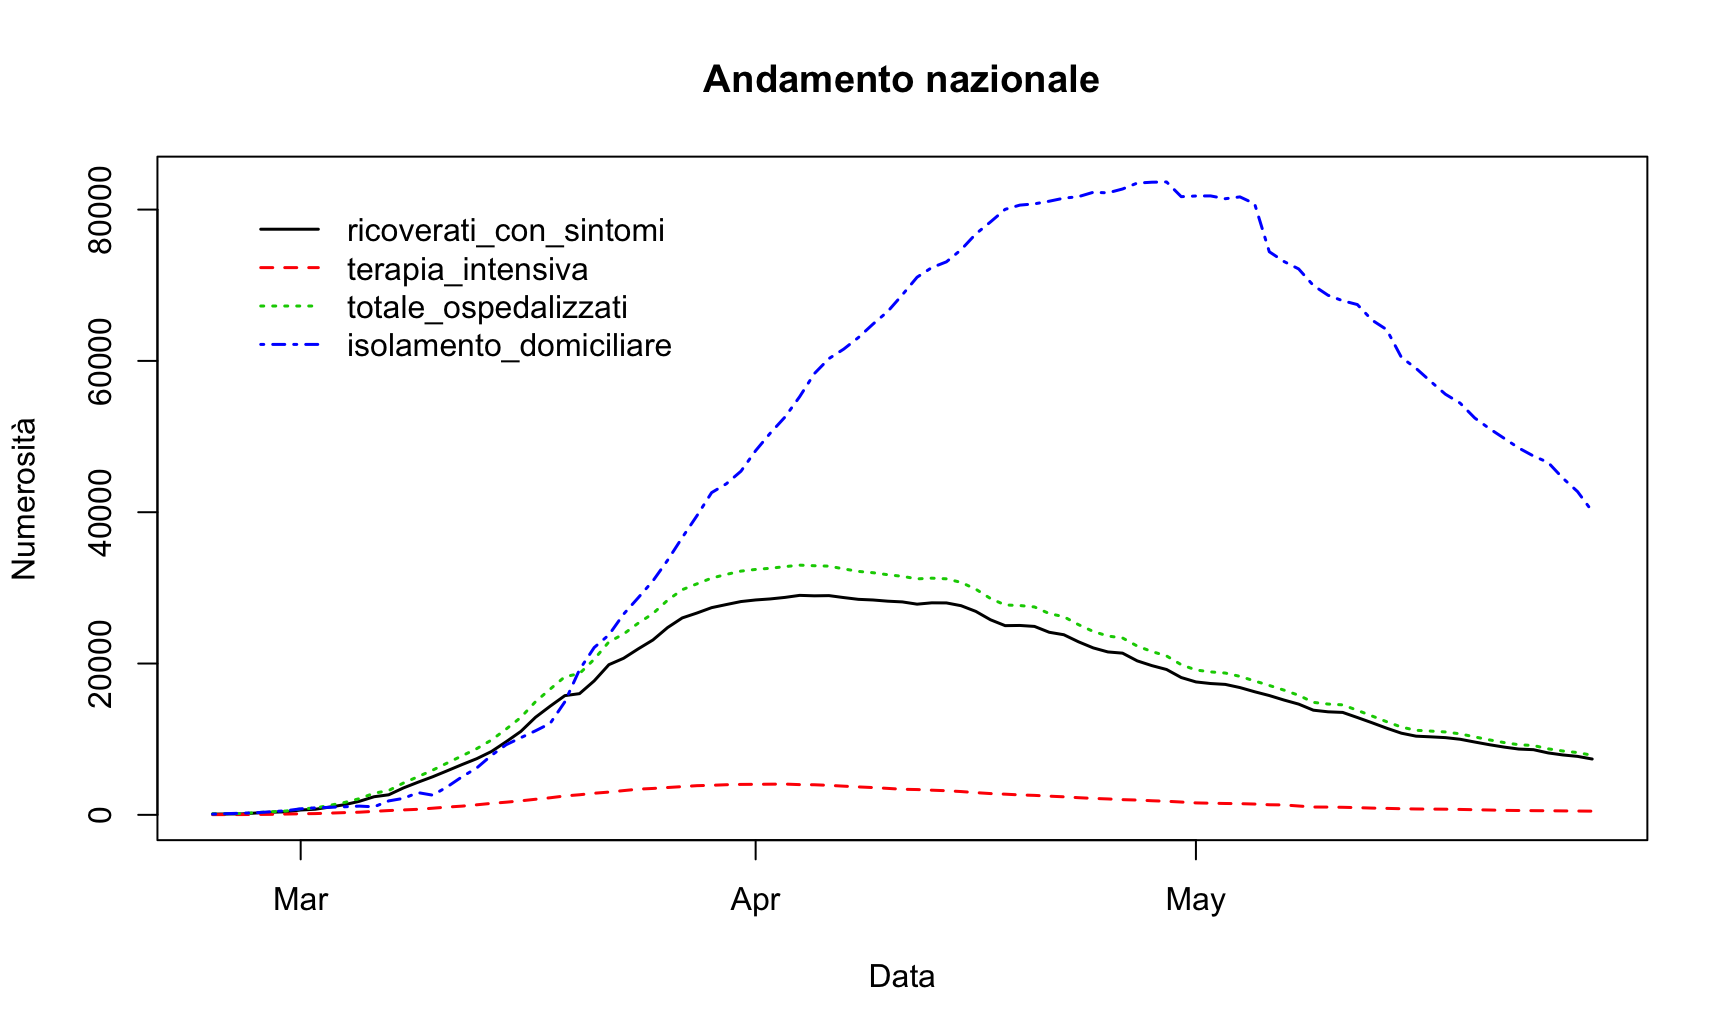 Andamento nazionale
ricoverati_con_sintomi
terapia_intensiva
totale_ospedalizzati
isolamento_domiciliare
Numerosità
80000
60000
40000
20000
0
Mar Apr May
Data